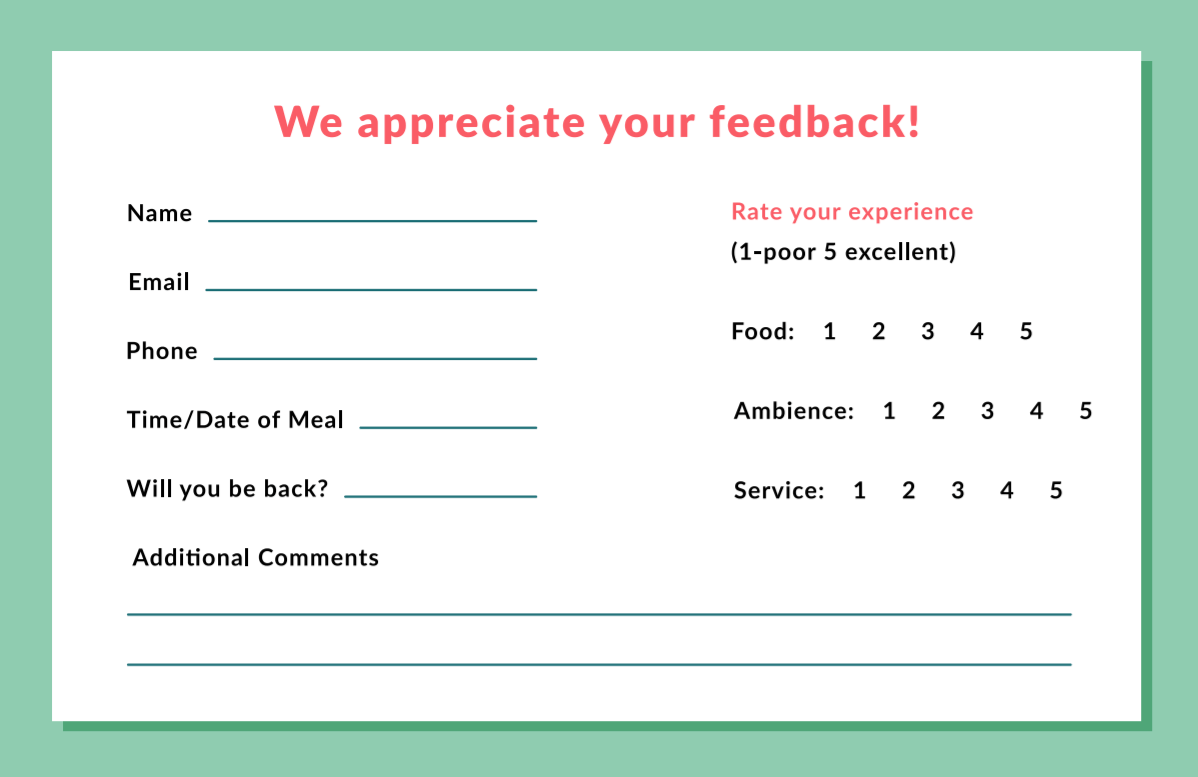 We appreciate your feedback!
Name
Email
Phone
Time/Date of Meal
Will you be back?
Rate your experience
(1-poor 5 excellent)
Food: 1 2 3 4 5
Ambience: 1 2 3 4 5
Service: 1 2 3 4 5
Additional Comments